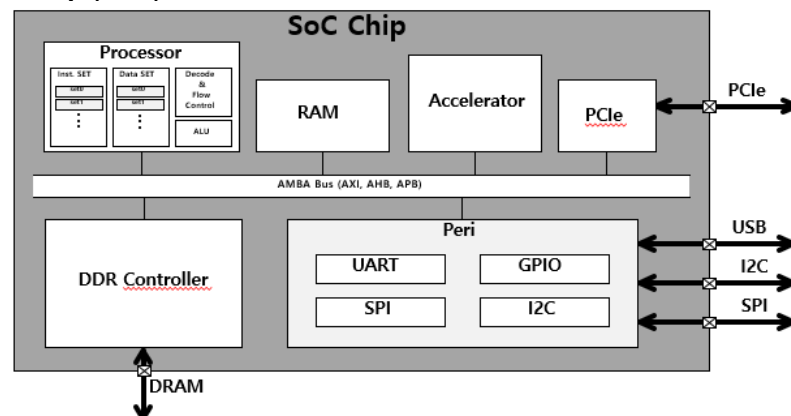 SoC Chip
Processor
Inst. SET
Data SET
Decode
&
Flow
Control
ALU
RAM
Accelerator
PCIe
PCIe
AMBA Bus (AXI, AHB, APB)
DDR Controller
Peri
UART
GPIO
SPI
I2C
USB
I2C
SPI
DRAM